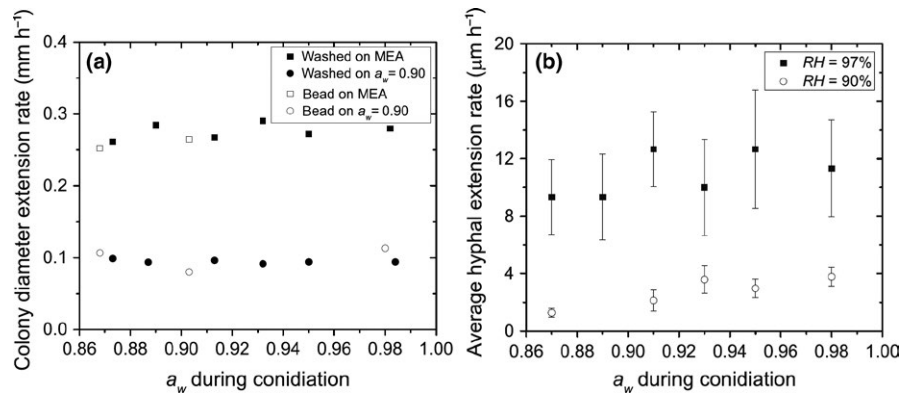 (a)
Washed on MEA
Washed on a_w = 0.90
Bead on MEA
Bead on a_w = 0.90
Colony diameter extension rate (mm h⁻¹)
0.4
0.3
0.2
0.1
0.0
0.86 0.88 0.90 0.92 0.94 0.96 0.98 1.00
a_w during conidiation
(b)
RH = 97%
RH = 90%
Average hyphal extension rate (μm h⁻¹)
20
16
12
8
4
0
0.86 0.88 0.90 0.92 0.94 0.96 0.98 1.00
a_w during conidiation